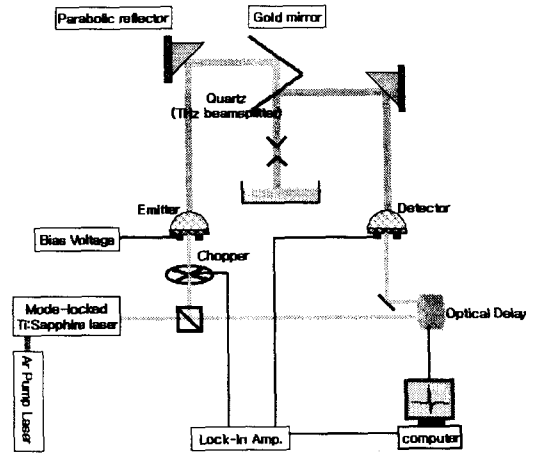 Parabolic reflector
Gold mirror
Quartz
(THz beamsplitter)
Emitter
Detector
Bias Voltage
Chopper
Mode-locked
Ti:Sapphire laser
Optical Delay
Ar Pump Laser
Lock-In Amp.
computer